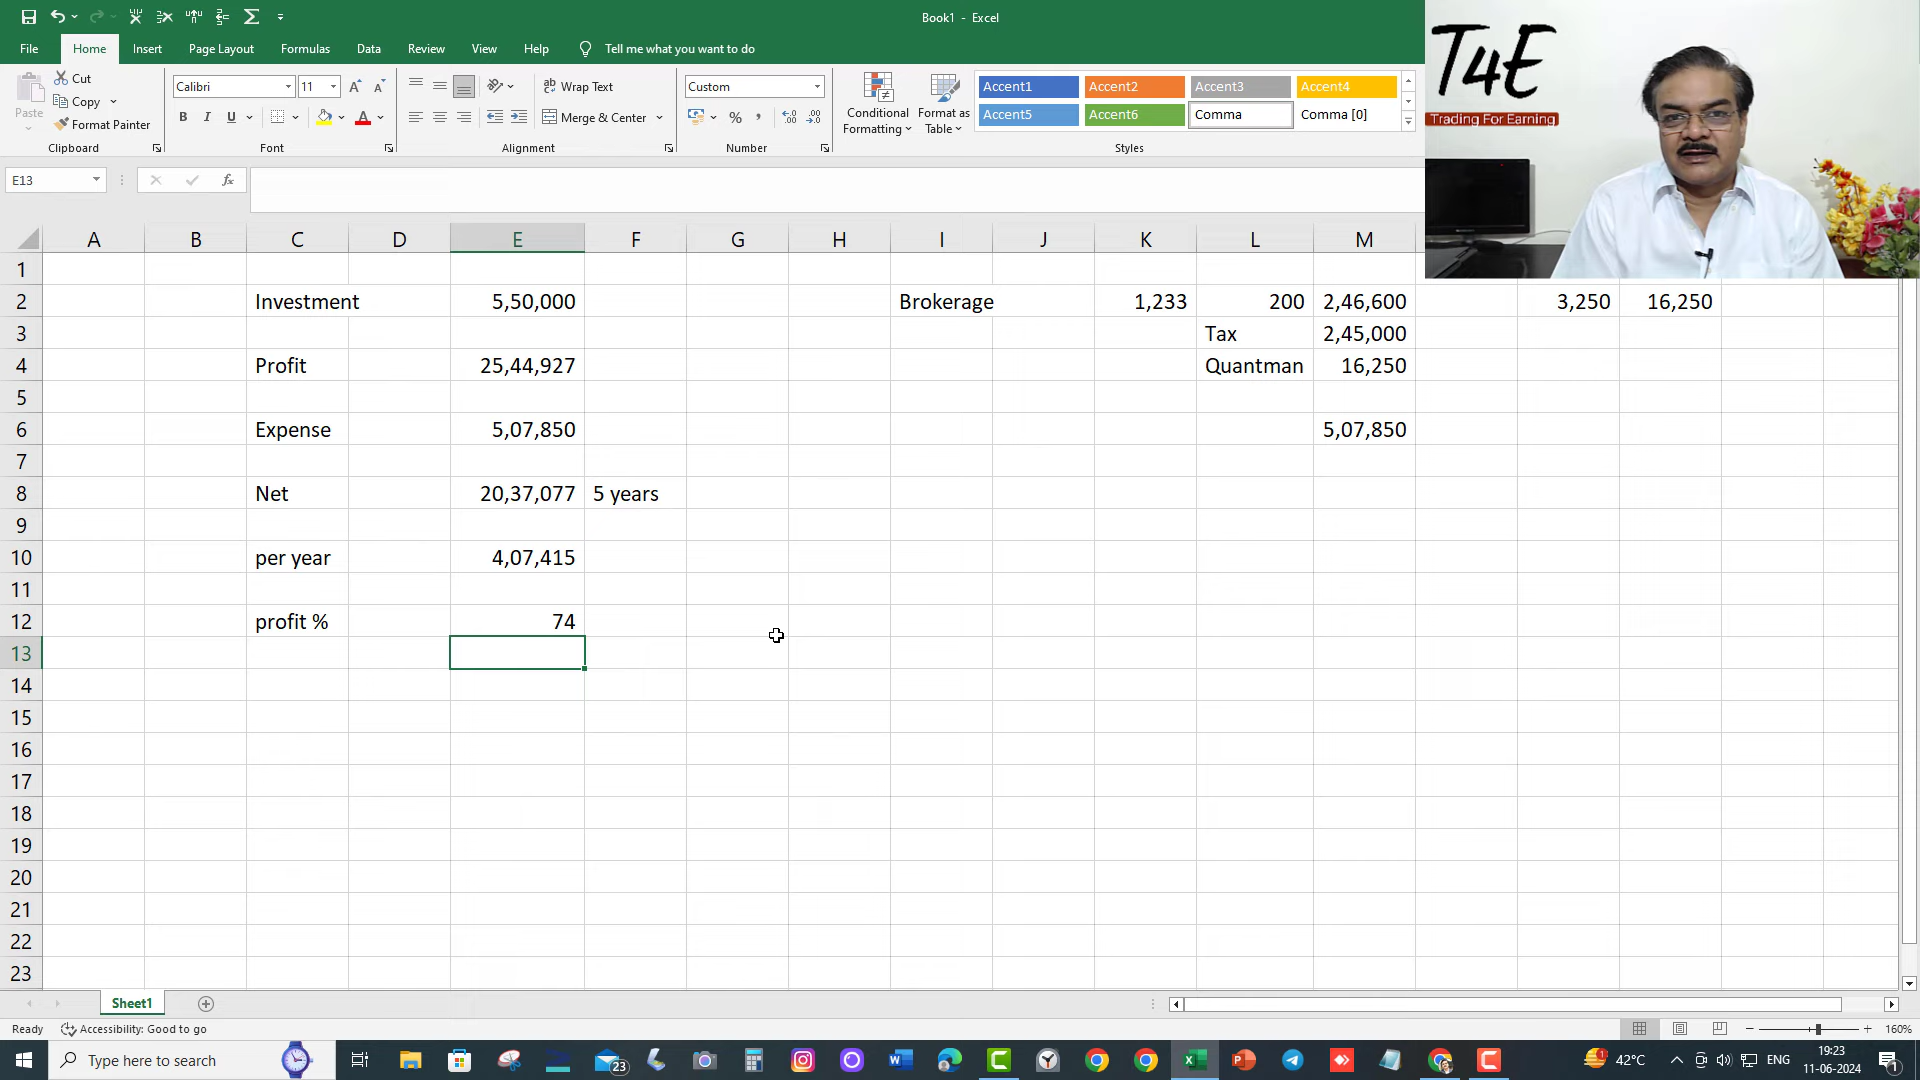 Book1 - Excel
File Home Insert Page Layout Formulas Data Review View Help Tell me what you want to do
T4E
Trading For Earning
Paste Cut Copy Format Painter
Calibri 11
B I U
Wrap Text
Merge & Center
Custom
Conditional Formatting
Format as Table
Accent1 Accent2 Accent3 Accent4
Accent5 Accent6 Comma Comma [0]
Clipboard Font Alignment Number Styles
E13
A B C D E F G H I J K L M
1
2 Investment 5,50,000 Brokerage 1,233 200 2,46,600 3,250 16,250
3 Tax 2,45,000
4 Profit 25,44,927 Quantman 16,250
5
6 Expense 5,07,850 5,07,850
7
8 Net 20,37,077 5 years
9
10 per year 4,07,415
11
12 profit % 74
13
14
15
16
17
18
19
20
21
22
23
Sheet1
Ready Accessibility: Good to go 160%
Type here to search 23 42°C ENG 19:23
11-06-2024